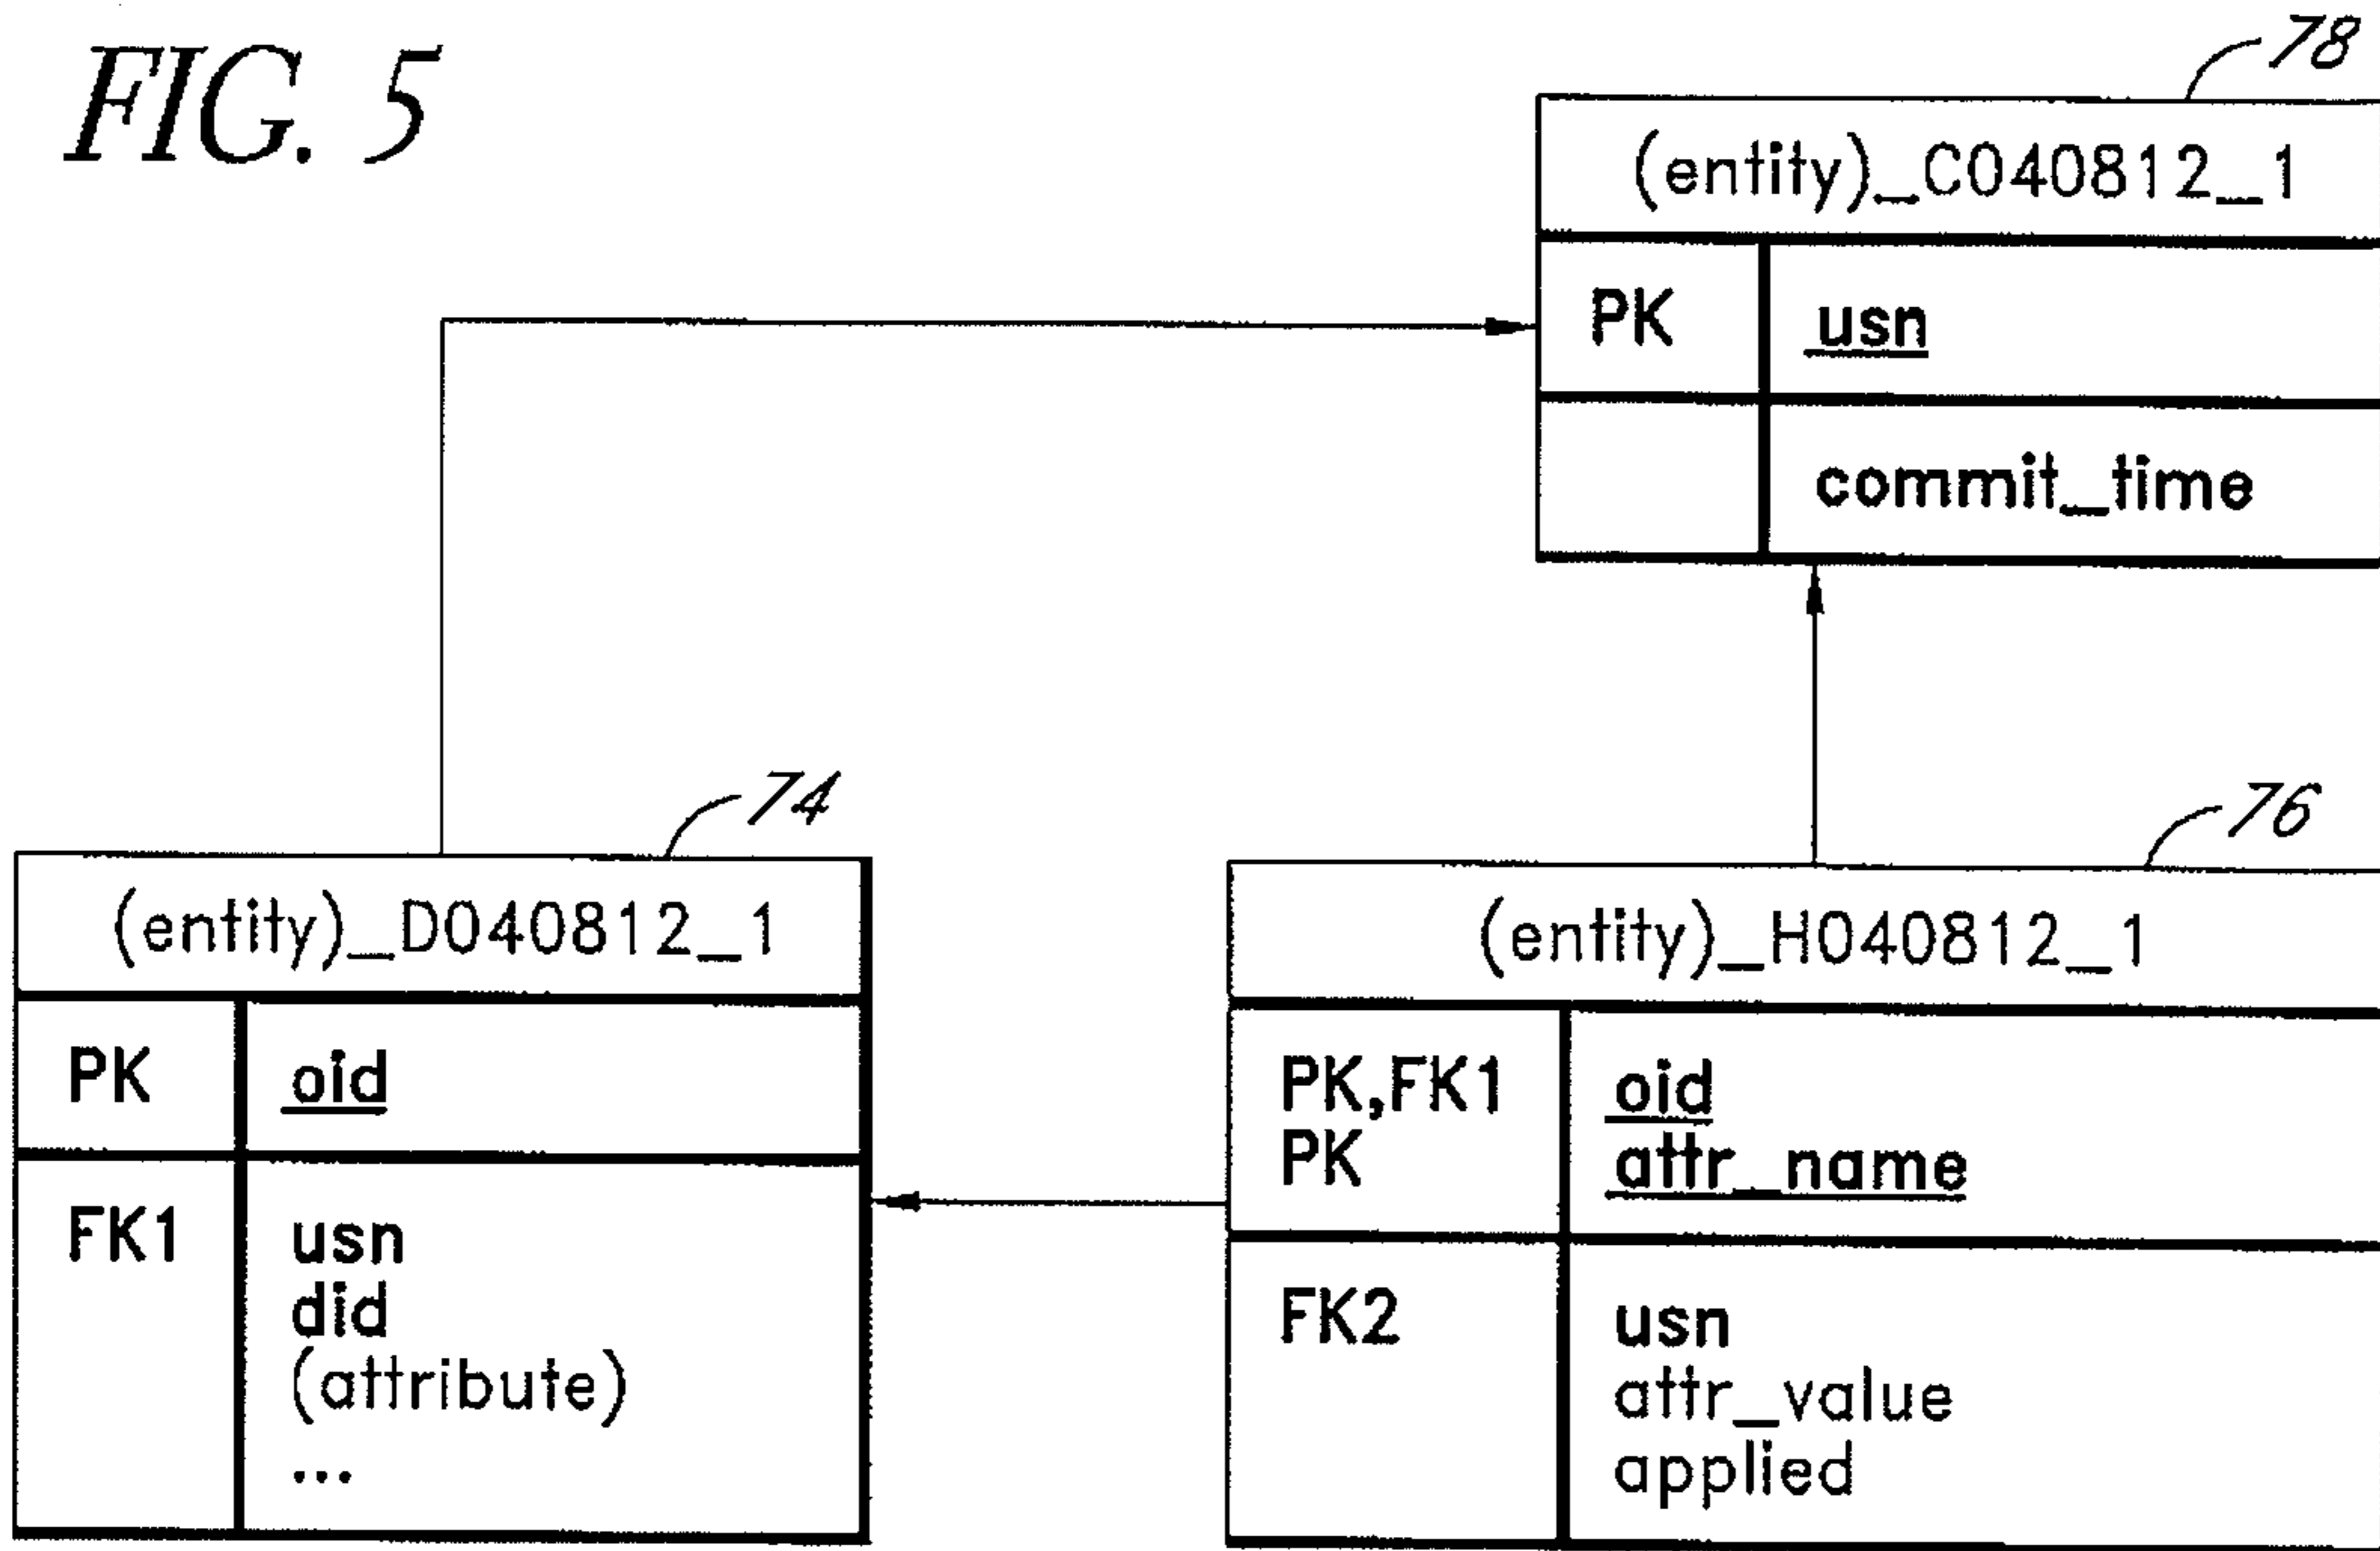 FIG. 5
78
(entity)_C040812_1
PK usn
commit_time
74
(entity)_D040812_1
PK oid
FK1 usn
did
(attribute)
...
76
(entity)_H040812_1
PK,FK1 oid
PK attr_name
FK2 usn
attr_value
applied